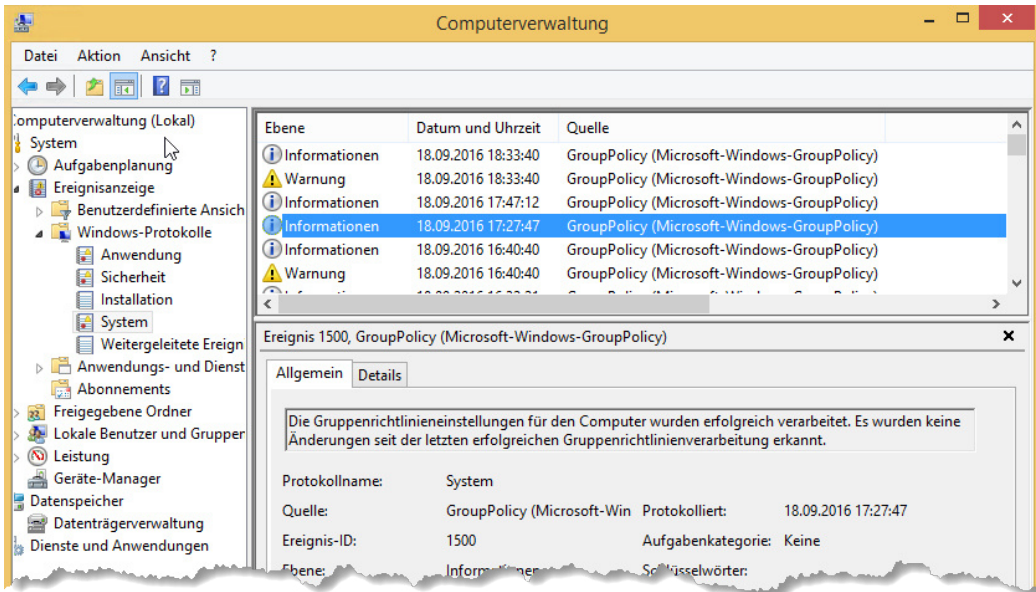 Computerverwaltung
Datei Aktion Ansicht ?
Computerverwaltung (Lokal)
System
Aufgabenplanung
Ereignisanzeige
Benutzerdefinierte Ansich
Windows-Protokolle
Anwendung
Sicherheit
Installation
System
Weitergeleitete Ereign
Anwendungs- und Dienst
Abonnements
Freigegebene Ordner
Lokale Benutzer und Gruppen
Leistung
Geräte-Manager
Datenspeicher
Datenträgerverwaltung
Dienste und Anwendungen
Ebene Datum und Uhrzeit Quelle
Informationen 18.09.2016 18:33:40 GroupPolicy (Microsoft-Windows-GroupPolicy)
Warnung 18.09.2016 18:33:40 GroupPolicy (Microsoft-Windows-GroupPolicy)
Informationen 18.09.2016 17:47:12 GroupPolicy (Microsoft-Windows-GroupPolicy)
Informationen 18.09.2016 17:27:47 GroupPolicy (Microsoft-Windows-GroupPolicy)
Informationen 18.09.2016 16:40:40 GroupPolicy (Microsoft-Windows-GroupPolicy)
Warnung 18.09.2016 16:40:40 GroupPolicy (Microsoft-Windows-GroupPolicy)
Ereignis 1500, GroupPolicy (Microsoft-Windows-GroupPolicy)
Allgemein Details
Die Gruppenrichtlinieneinstellungen für den Computer wurden erfolgreich verarbeitet. Es wurden keine
Änderungen seit der letzten erfolgreichen Gruppenrichtlinienverarbeitung erkannt.
Protokollname: System
Quelle: GroupPolicy (Microsoft-Win Protokolliert: 18.09.2016 17:27:47
Ereignis-ID: 1500 Aufgabenkategorie: Keine
Ebene: Informationen Schlüsselwörter: